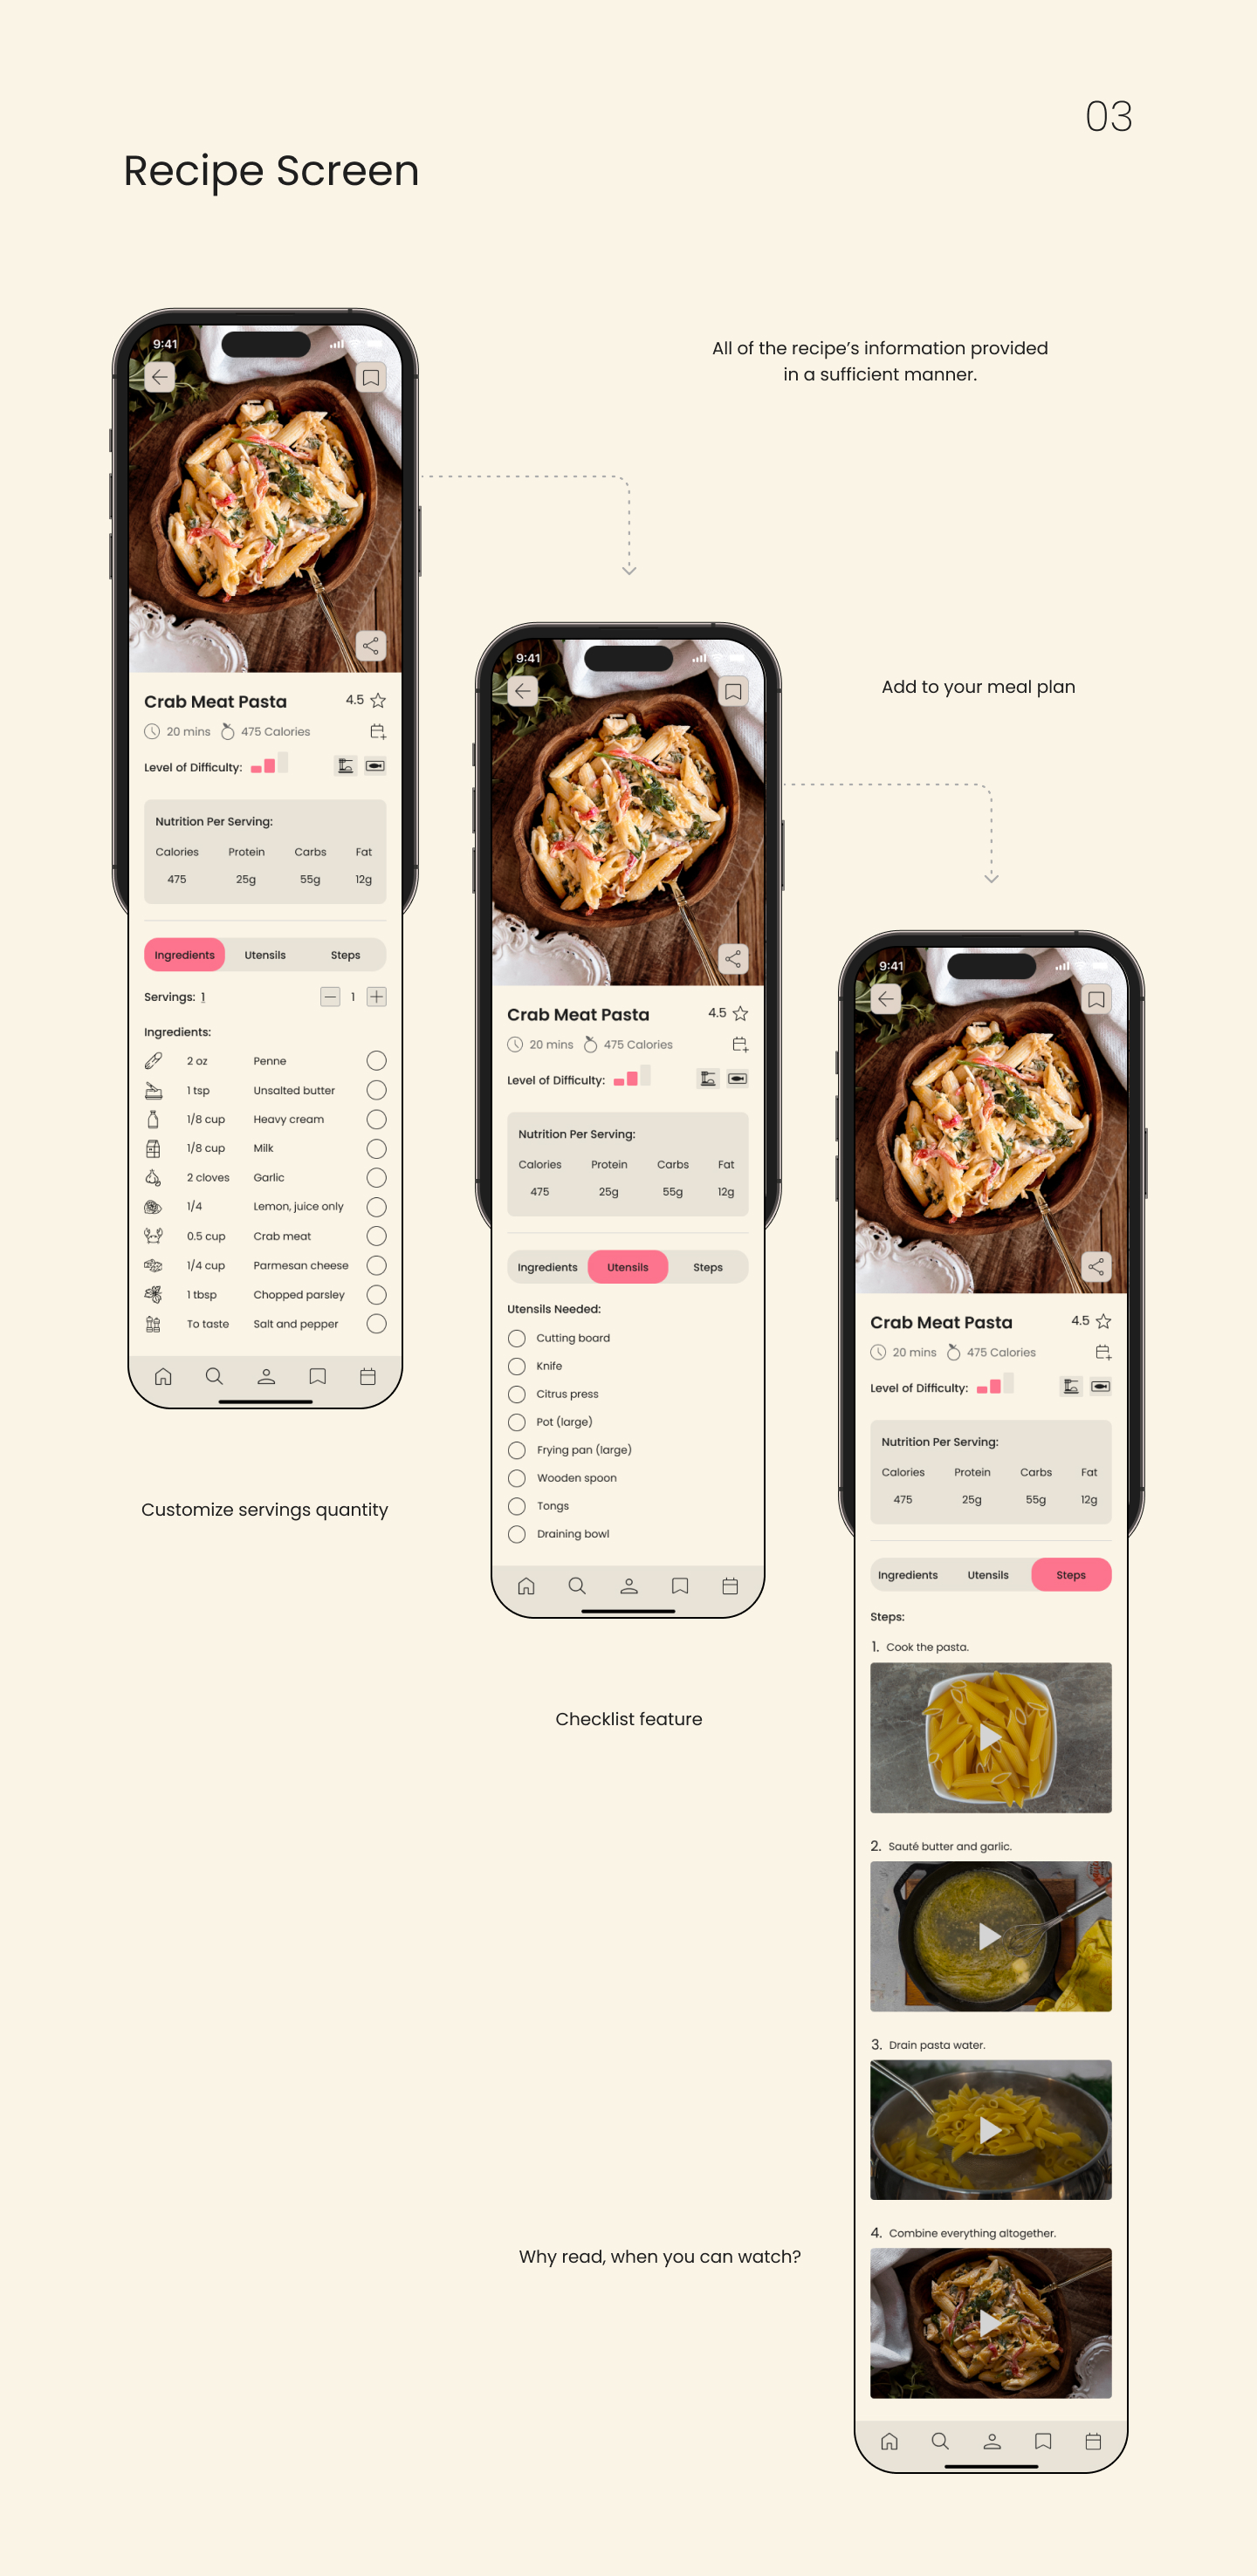 03
Recipe Screen
All of the recipe's information provided
in a sufficient manner.
9:41
Crab Meat Pasta 4.5
20 mins 475 Calories
Level of Difficulty:
Nutrition Per Serving:
Calories Protein Carbs Fat
475 25g 55g 12g
Ingredients Utensils Steps
Servings: 1 1
Ingredients:
2 oz Penne
1 tsp Unsalted butter
1/8 cup Heavy cream
1/8 cup Milk
2 cloves Garlic
1/4 Lemon, juice only
0.5 cup Crab meat
1/4 cup Parmesan cheese
1 tbsp Chopped parsley
To taste Salt and pepper
Customize servings quantity
9:41
Crab Meat Pasta 4.5
20 mins 475 Calories
Level of Difficulty:
Nutrition Per Serving:
Calories Protein Carbs Fat
475 25g 55g 12g
Ingredients Utensils Steps
Utensils Needed:
Cutting board
Knife
Citrus press
Pot (large)
Frying pan (large)
Wooden spoon
Tongs
Draining bowl
Checklist feature
Add to your meal plan
9:41
Crab Meat Pasta 4.5
20 mins 475 Calories
Level of Difficulty:
Nutrition Per Serving:
Calories Protein Carbs Fat
475 25g 55g 12g
Ingredients Utensils Steps
Steps:
1. Cook the pasta.
2. Sauté butter and garlic.
3. Drain pasta water.
4. Combine everything altogether.
Why read, when you can watch?